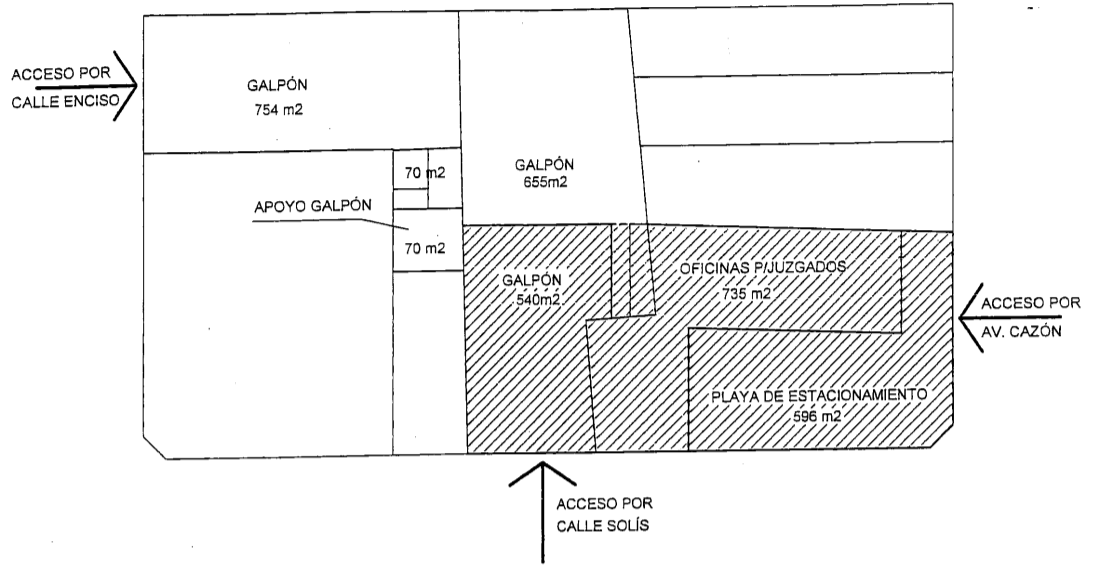 ACCESO POR
CALLE ENCISO
GALPÓN
754 m2
70 m2
APOYO GALPÓN
70 m2
GALPÓN
655m2
GALPÓN
540m2
OFICINAS P/JUZGADOS
735 m2
ACCESO POR
AV. CAZÓN
PLAYA DE ESTACIONAMIENTO
596 m2
ACCESO POR
CALLE SOLÍS